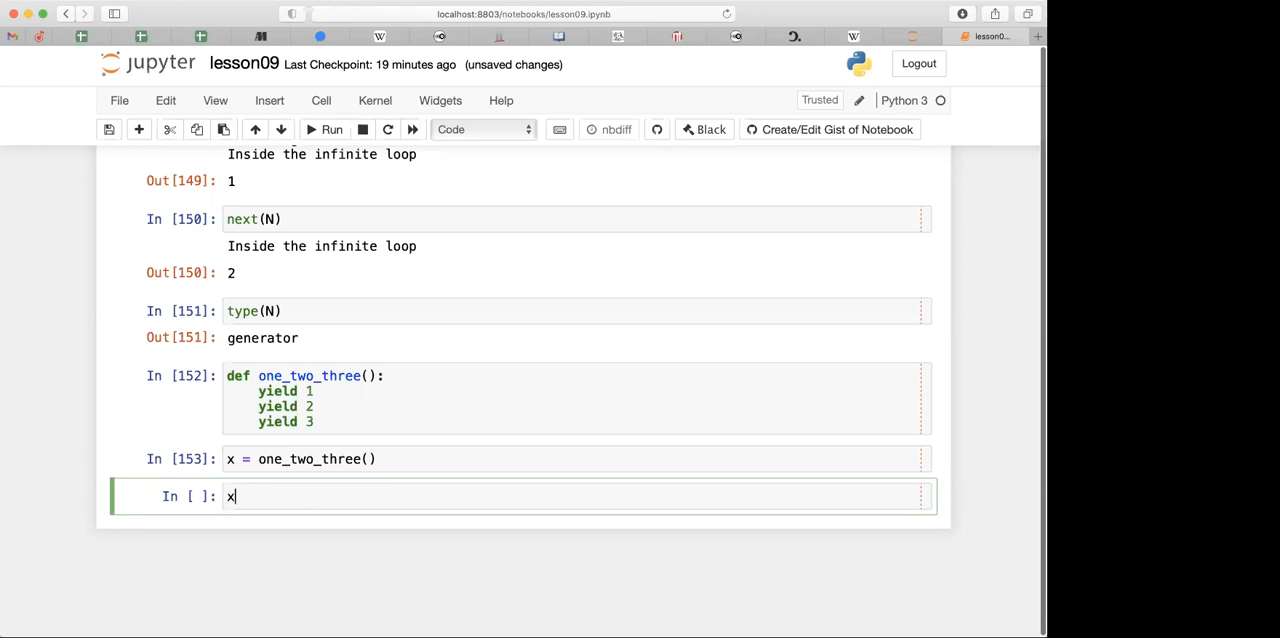 localhost:8803/notebooks/lesson09.ipynb
lesson0...
jupyter lesson09 Last Checkpoint: 19 minutes ago (unsaved changes)
Logout
File Edit View Insert Cell Kernel Widgets Help
Trusted Python 3
Run Code nbdiff Black Create/Edit Gist of Notebook
Inside the infinite loop
Out[149]: 1
In [150]: next(N)
Inside the infinite loop
Out[150]: 2
In [151]: type(N)
Out[151]: generator
In [152]: def one_two_three():
yield 1
yield 2
yield 3
In [153]: x = one_two_three()
In [ ]: x